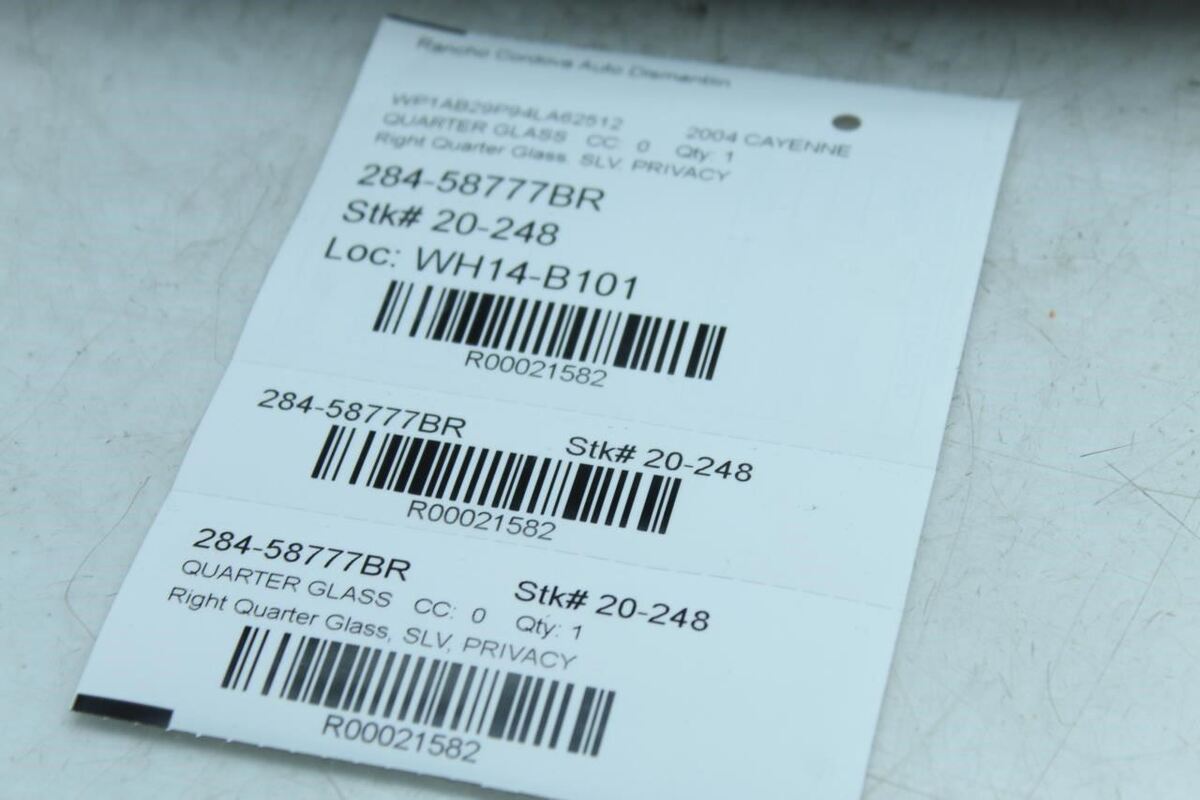 Rancho Cordova Auto Dismantlin
WP1AB29P94LA62512 2004 CAYENNE
QUARTER GLASS CC: 0 Qty: 1
Right Quarter Glass, SLV, PRIVACY
284-58777BR
Stk# 20-248
Loc: WH14-B101
R00021582
284-58777BR Stk# 20-248
R00021582
284-58777BR Stk# 20-248
QUARTER GLASS CC: 0 Qty: 1
Right Quarter Glass, SLV, PRIVACY
R00021582